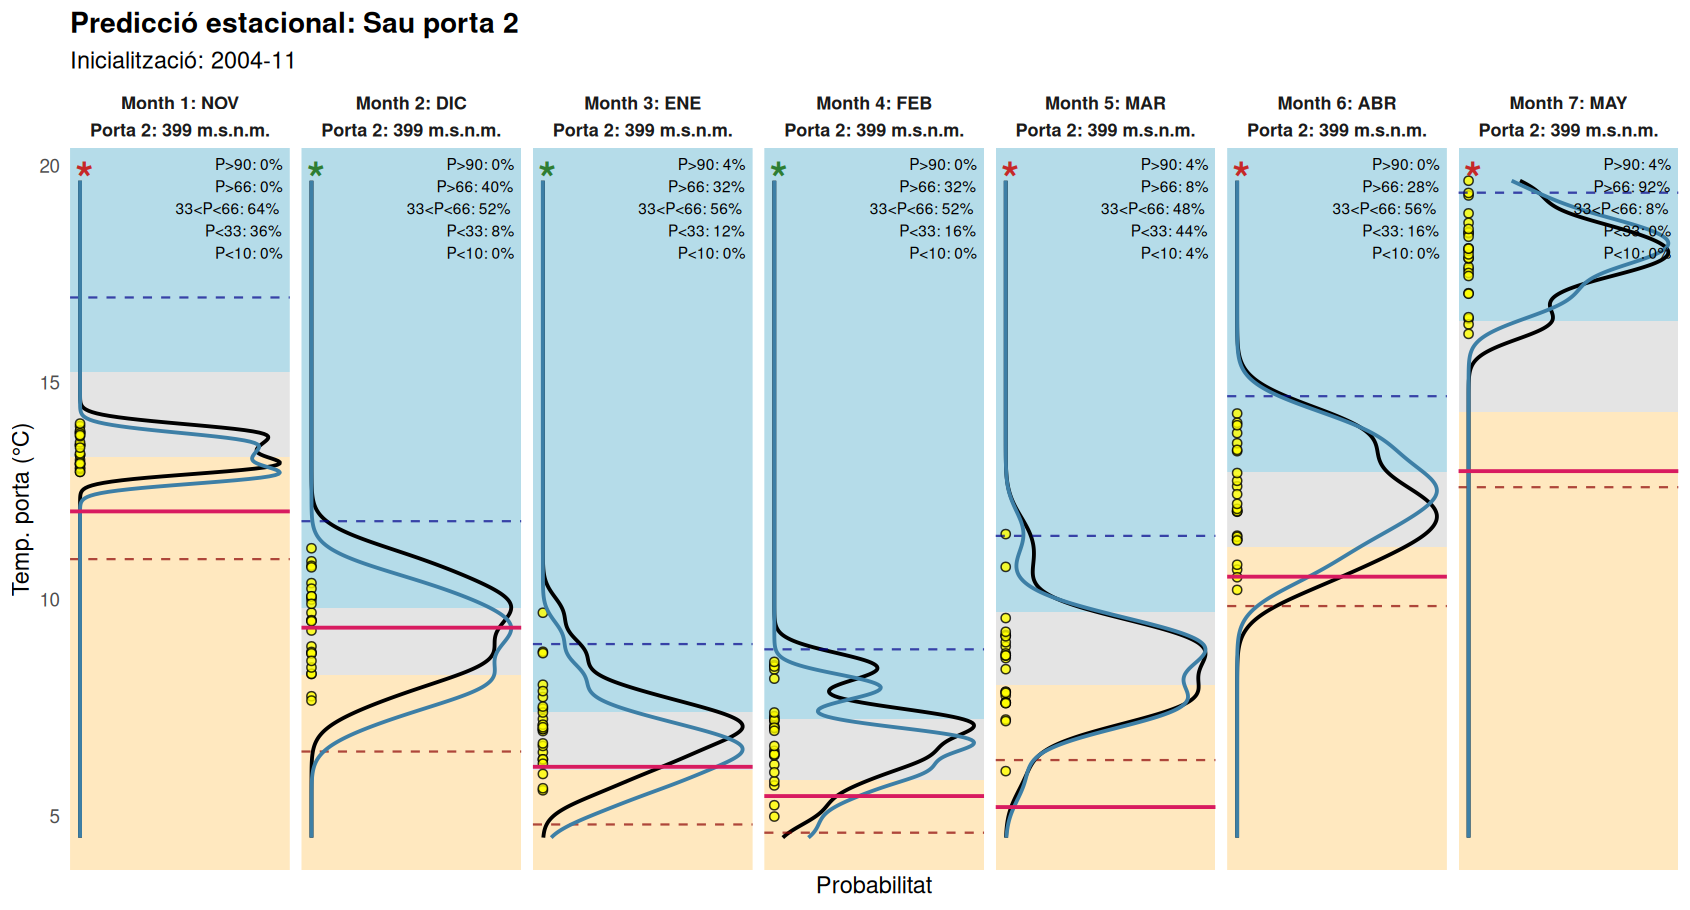 Predicció estacional: Sau porta 2
Inicialització: 2004-11
Month 1: NOV
Porta 2: 399 m.s.n.m.
Month 2: DIC
Porta 2: 399 m.s.n.m.
Month 3: ENE
Porta 2: 399 m.s.n.m.
Month 4: FEB
Porta 2: 399 m.s.n.m.
Month 5: MAR
Porta 2: 399 m.s.n.m.
Month 6: ABR
Porta 2: 399 m.s.n.m.
Month 7: MAY
Porta 2: 399 m.s.n.m.
Temp. porta (°C)
20
15
10
5
*
P>90: 0%
P>66: 0%
33<P<66: 64%
P<33: 36%
P<10: 0%
*
P>90: 0%
P>66: 40%
33<P<66: 52%
P<33: 8%
P<10: 0%
*
P>90: 4%
P>66: 32%
33<P<66: 56%
P<33: 12%
P<10: 0%
*
P>90: 0%
P>66: 32%
33<P<66: 52%
P<33: 16%
P<10: 0%
*
P>90: 4%
P>66: 8%
33<P<66: 48%
P<33: 44%
P<10: 4%
*
P>90: 0%
P>66: 28%
33<P<66: 56%
P<33: 16%
P<10: 0%
*
P>90: 4%
P>66: 92%
33<P<66: 8%
P<33: 0%
P<10: 0%
Probabilitat